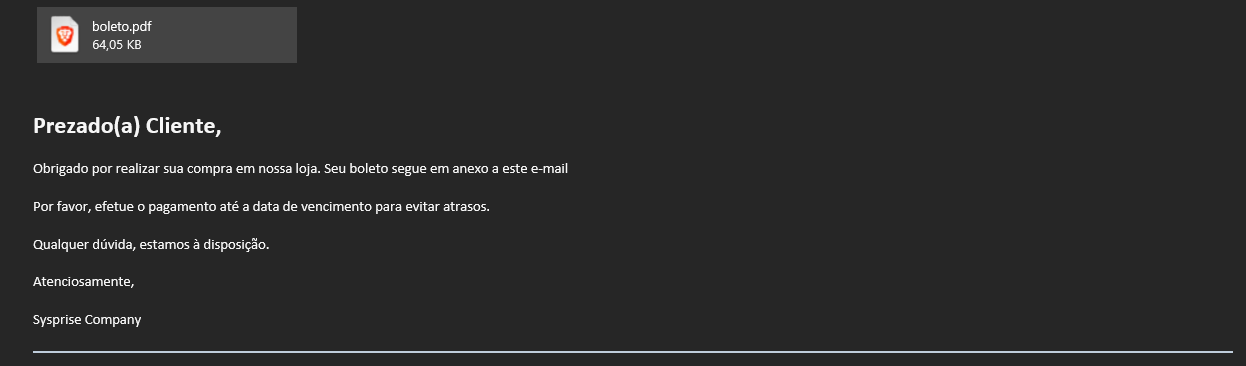 boleto.pdf
64,05 KB
Prezado(a) Cliente,
Obrigado por realizar sua compra em nossa loja. Seu boleto segue em anexo a este e-mail
Por favor, efetue o pagamento até a data de vencimento para evitar atrasos.
Qualquer dúvida, estamos à disposição.
Atenciosamente,
Sysprise Company